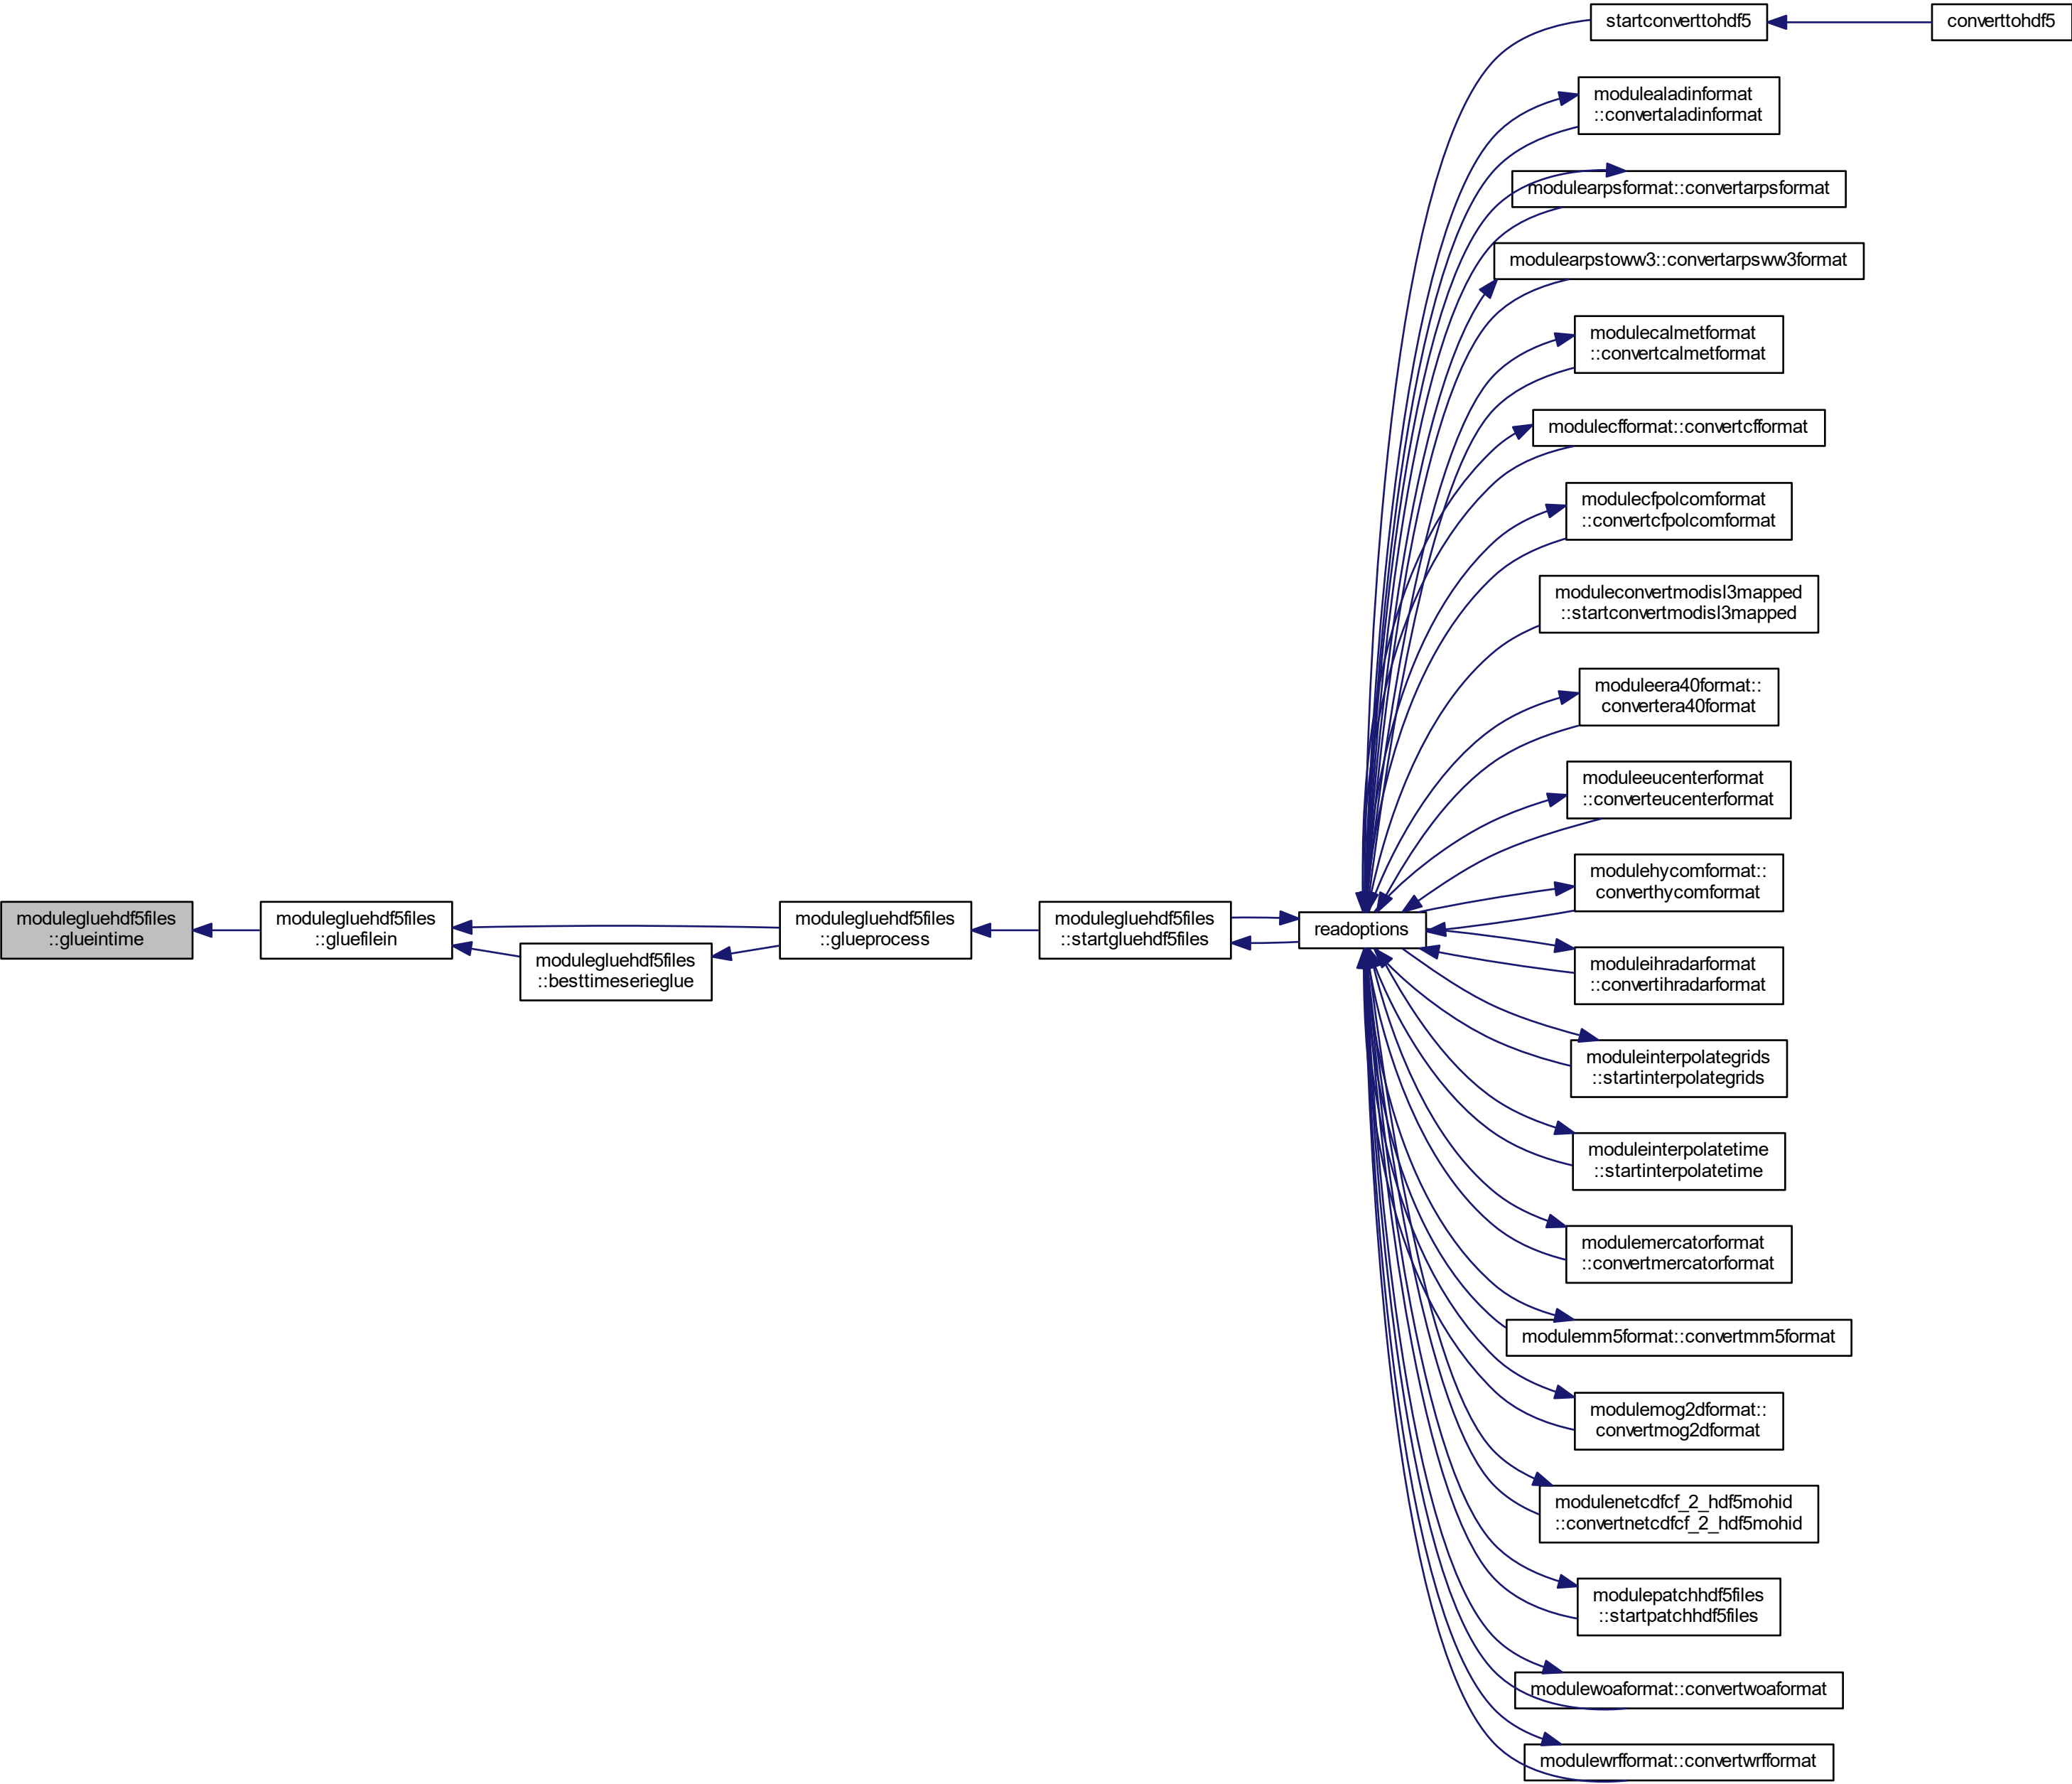 startconverttohdf5
converttohdf5
modulealadinformat
::convertaladinformat
modulearpsformat::convertarpsformat
modulearpstoww3::convertarpsww3format
modulecalmetformat
::convertcalmetformat
modulecfformat::convertcfformat
modulecfpolcomformat
::convertcfpolcomformat
moduleconvertmodisl3mapped
::startconvertmodisl3mapped
moduleera40format::
convertera40format
moduleeucenterformat
::converteucenterformat
modulehycomformat::
converthycomformat
modulegluehdf5files
::glueintime
modulegluehdf5files
::gluefilein
modulegluehdf5files
::besttimeserieglue
modulegluehdf5files
::glueprocess
modulegluehdf5files
::startgluehdf5files
readoptions
moduleihradarformat
::convertihradarformat
moduleinterpolategrids
::startinterpolategrids
moduleinterpolatetime
::startinterpolatetime
modulemercatorformat
::convertmercatorformat
modulemm5format::convertmm5format
modulemog2dformat::
convertmog2dformat
modulenetcdfcf_2_hdf5mohid
::convertnetcdfcf_2_hdf5mohid
modulepatchhdf5files
::startpatchhdf5files
modulewoaformat::convertwoaformat
modulewrfformat::convertwrfformat